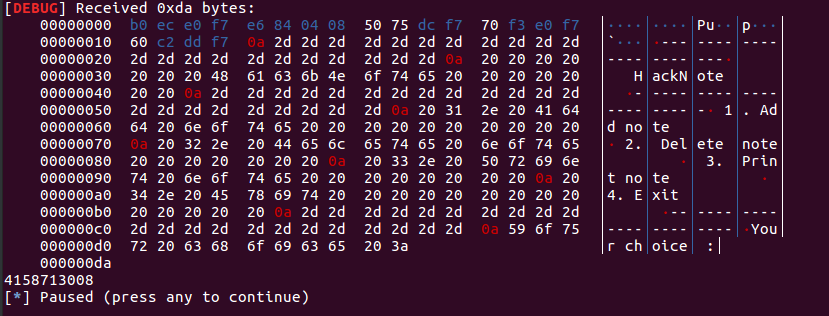 [DEBUG] Received 0xda bytes:
00000000 b0 ec e0 f7 e6 84 04 08 50 75 dc f7 70 f3 e0 f7 |····|····|Pu··|p···|
00000010 60 c2 dd f7 0a 2d 2d 2d 2d 2d 2d 2d 2d 2d 2d 2d |`···|·---|----|----|
00000020 2d 2d 2d 2d 2d 2d 2d 2d 2d 2d 2d 0a 20 20 20 20 |----|----|---·|    |
00000030 20 20 20 48 61 63 6b 4e 6f 74 65 20 20 20 20 20 |   H|ackN|ote |    |
00000040 20 20 0a 2d 2d 2d 2d 2d 2d 2d 2d 2d 2d 2d 2d 2d |  ·-|----|----|----|
00000050 2d 2d 2d 2d 2d 2d 2d 2d 2d 0a 20 31 2e 20 41 64 |----|----|-· 1|. Ad|
00000060 64 20 6e 6f 74 65 20 20 20 20 20 20 20 20 20 20 |d no|te  |    |    |
00000070 0a 20 32 2e 20 44 65 6c 65 74 65 20 6e 6f 74 65 |· 2.| Del|ete |note|
00000080 20 20 20 20 20 20 20 0a 20 33 2e 20 50 72 69 6e |    |   ·| 3. |Prin|
00000090 74 20 6e 6f 74 65 20 20 20 20 20 20 20 20 0a 20 |t no|te  |    |  · |
000000a0 34 2e 20 45 78 69 74 20 20 20 20 20 20 20 20 20 |4. E|xit |    |    |
000000b0 20 20 20 20 20 0a 2d 2d 2d 2d 2d 2d 2d 2d 2d 2d |    | ·--|----|----|
000000c0 2d 2d 2d 2d 2d 2d 2d 2d 2d 2d 2d 2d 0a 59 6f 75 |----|----|----|·You|
000000d0 72 20 63 68 6f 69 63 65 20 3a |r ch|oice| :|
000000da
4158713008
[*] Paused (press any to continue)